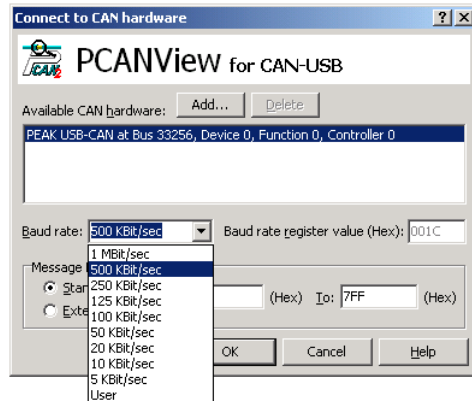 Connect to CAN hardware
PCAN2
PCANView for CAN-USB
Available CAN hardware: Add... Delete
PEAK USB-CAN at Bus 33256, Device 0, Function 0, Controller 0
Baud rate: 500 KBit/sec Baud rate register value (Hex): 001C
1 MBit/sec
Message
500 KBit/sec
250 KBit/sec
(Hex) To: 7FF (Hex)
125 KBit/sec
100 KBit/sec
50 KBit/sec
20 KBit/sec
OK Cancel Help
10 KBit/sec
5 KBit/sec
User